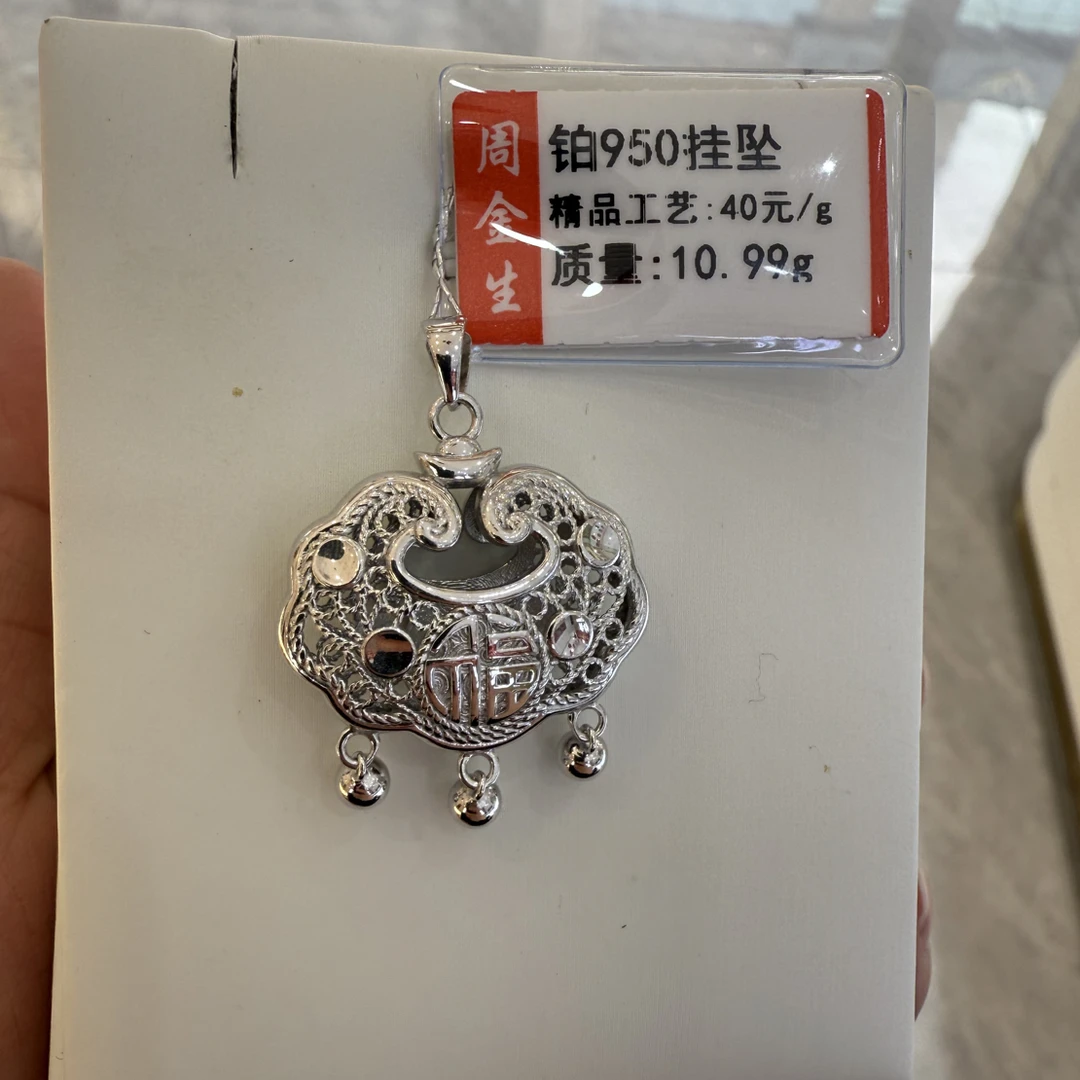 周金生
铂950挂坠
精品工艺:40元/g
质量:10.99g
福